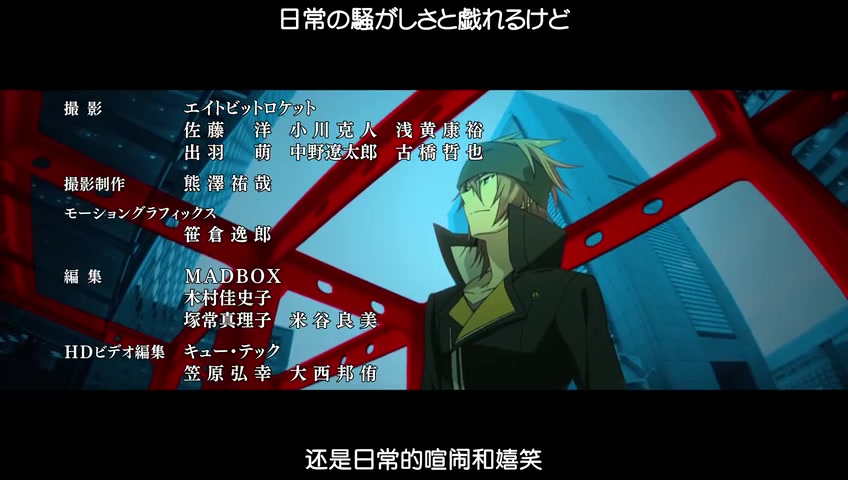 日常の騒がしさと戯れるけど
撮影 エイトビットロケット
佐藤 洋 小川克人 浅黄康裕
出羽 萌 中野遼太郎 古橋哲也
撮影制作 熊澤祐哉
モーショングラフィックス
笹倉逸郎
編集 MADBOX
木村佳史子
塚常真理子 米谷良美
HDビデオ編集 キュー・テック
笠原弘幸 大西邦侑
还是日常的喧闹和嬉笑